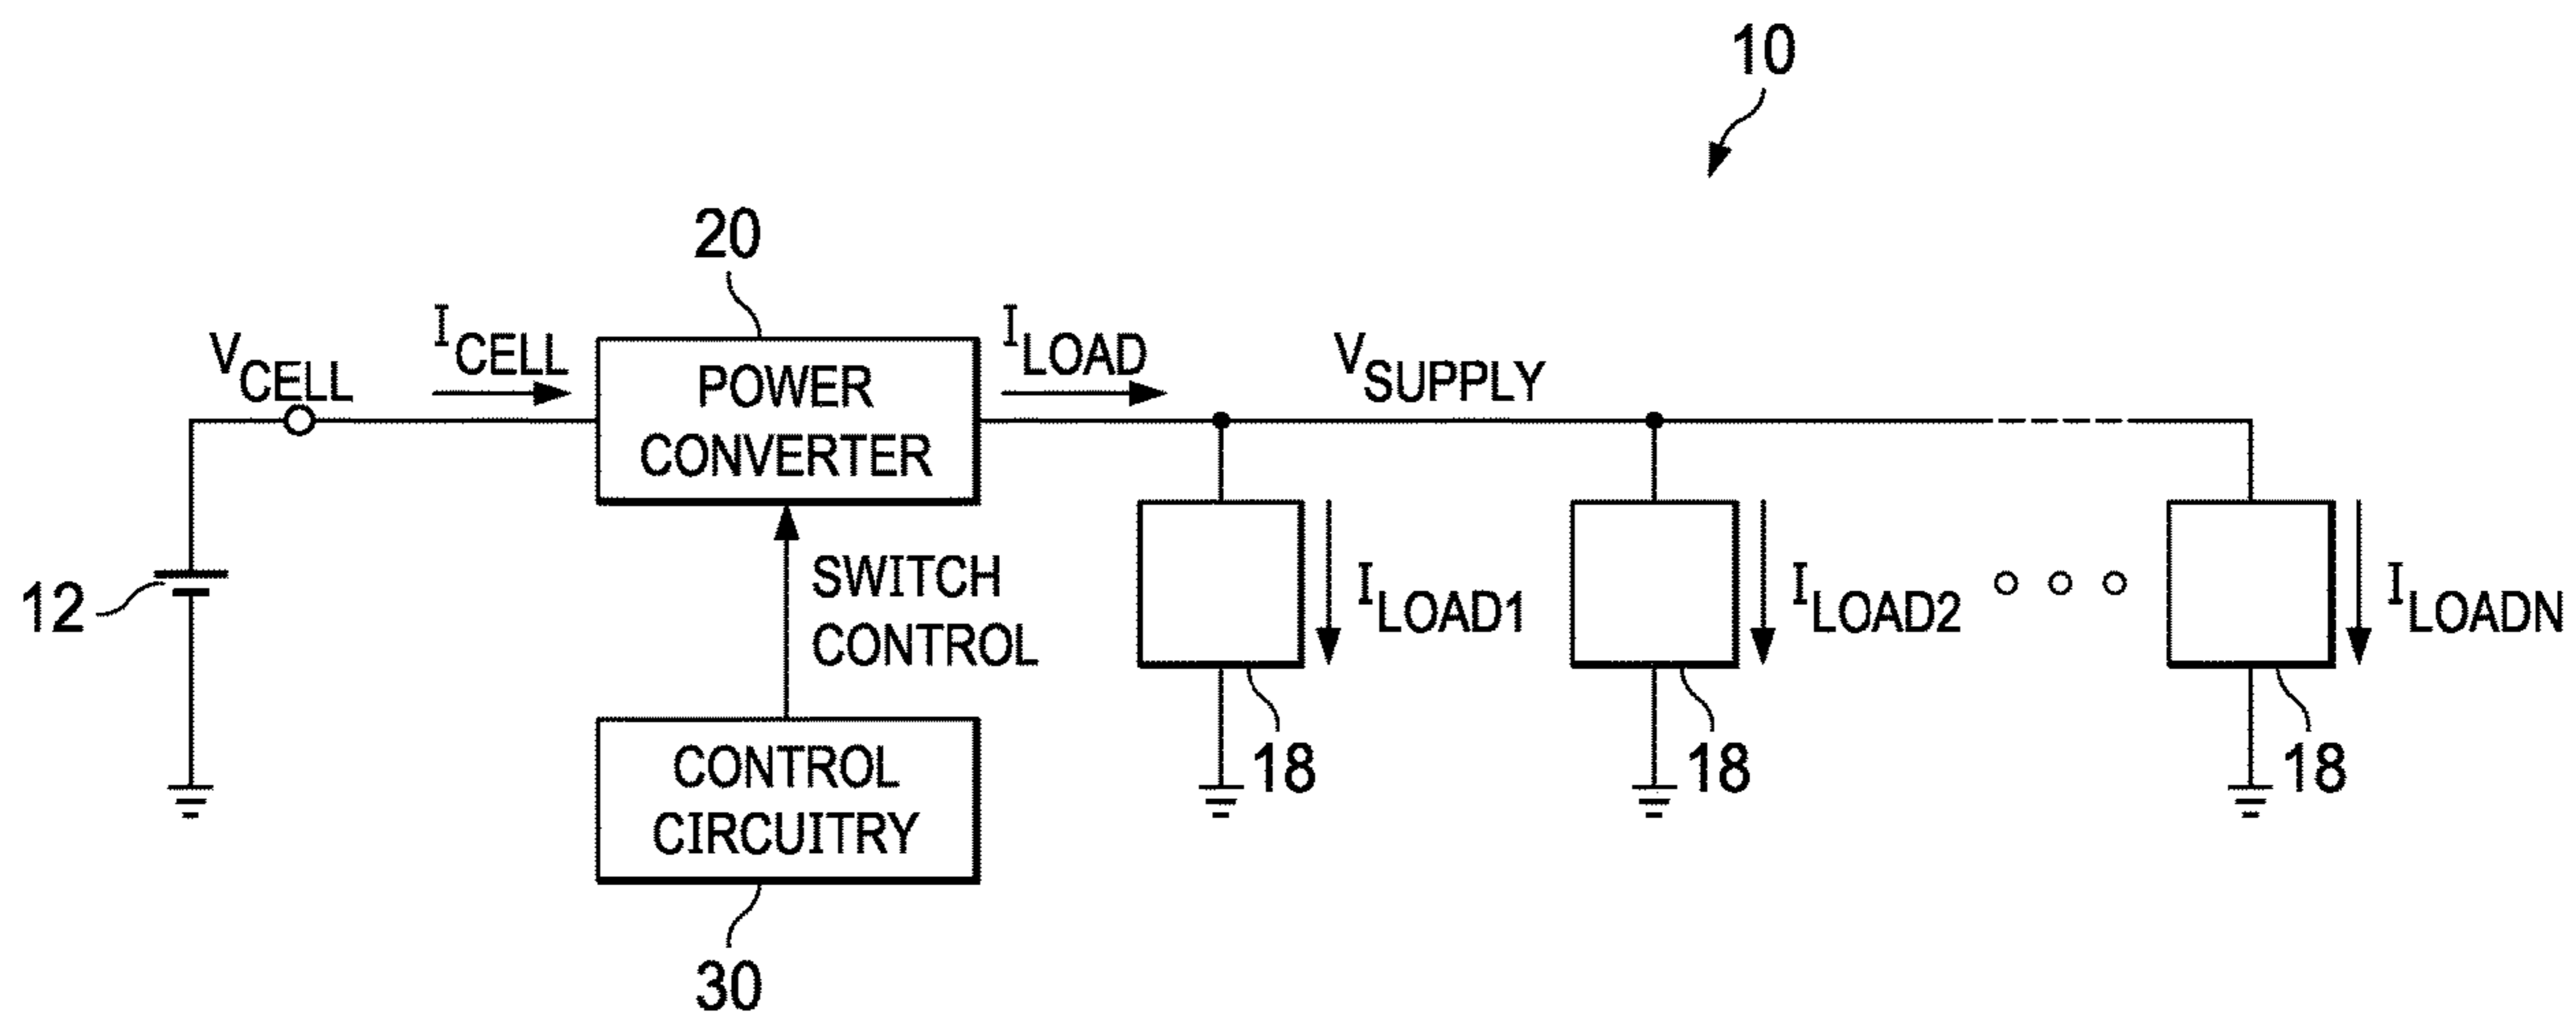 10
20
VCELL
ICELL
ILOAD
VSUPPLY
POWER
CONVERTER
12
SWITCH
CONTROL
ILOAD1
ILOAD2
ILOADN
18
18
18
CONTROL
CIRCUITRY
30